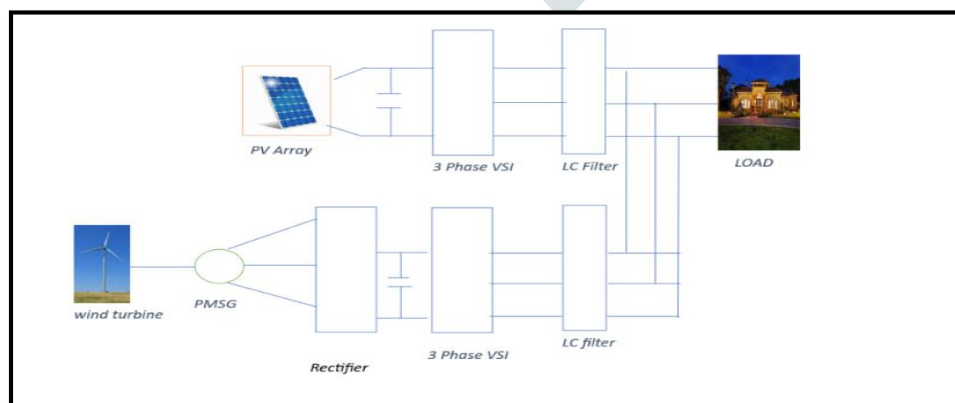 PV Array
3 Phase VSI
LC Filter
LOAD
wind turbine
PMSG
Rectifier
3 Phase VSI
LC filter